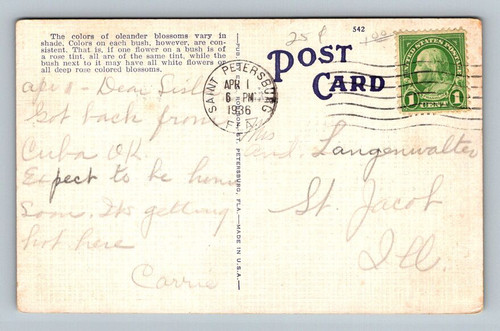 The colors of oleander blossoms vary in
shade. Colors on each bush, however, are con-
sistent. That is, if one flower on a bush is of
a rose tint, all are of the same tint, while the
bush next to it may have all white flowers or
all deep rose colored blossoms.
Dear
Got back from
Cuba O.K.
Expect to be home
Soon. Its getting
hot here
Carrie
542
25¢
1.00
POST
CARD
SAINT PETERSBURG
APR 1
6 PM
1936
FLA.
UNITED STATES POSTAGE
1 CENT 1
ST. PETERSBURG, FLA.—MADE IN U.S.A.
Langenwalter
St. Jacob
Ill.